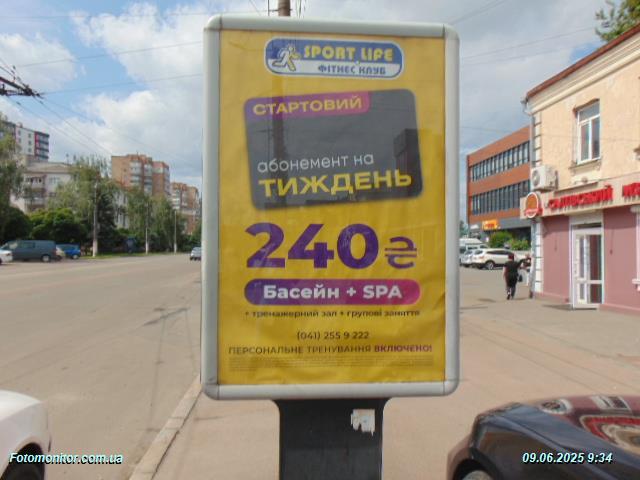 SPORT LIFE
ФІТНЕС КЛУБ
СТАРТОВИЙ
абонемент на
ТИЖДЕНЬ
240₴
Басейн + SPA
+ тренажерний зал + групові заняття
(041) 255 9 222
ПЕРСОНАЛЬНЕ ТРЕНУВАННЯ ВКЛЮЧЕНО!
Fotomonitor.com.ua
09.06.2025 9:34